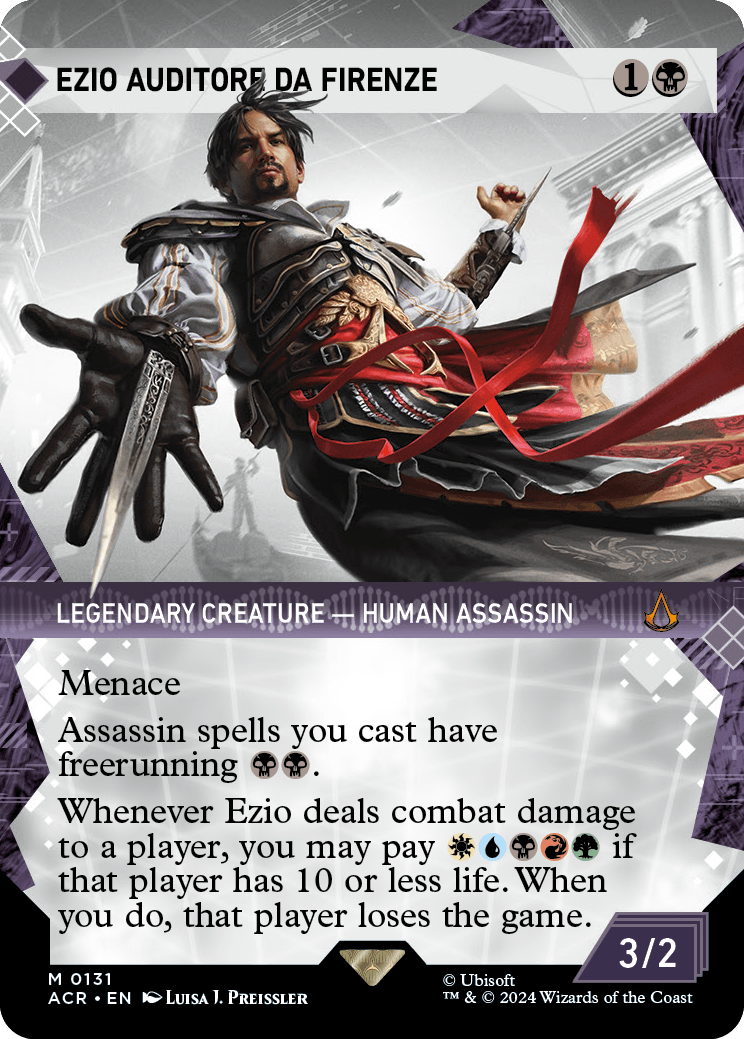 EZIO AUDITORE DA FIRENZE 1
LEGENDARY CREATURE — HUMAN ASSASSIN
Menace
Assassin spells you cast have
freerunning .
Whenever Ezio deals combat damage
to a player, you may pay if
that player has 10 or less life. When
you do, that player loses the game.
3/2
M 0131
ACR • EN LUISA J. PREISSLER
© Ubisoft
™ & © 2024 Wizards of the Coast